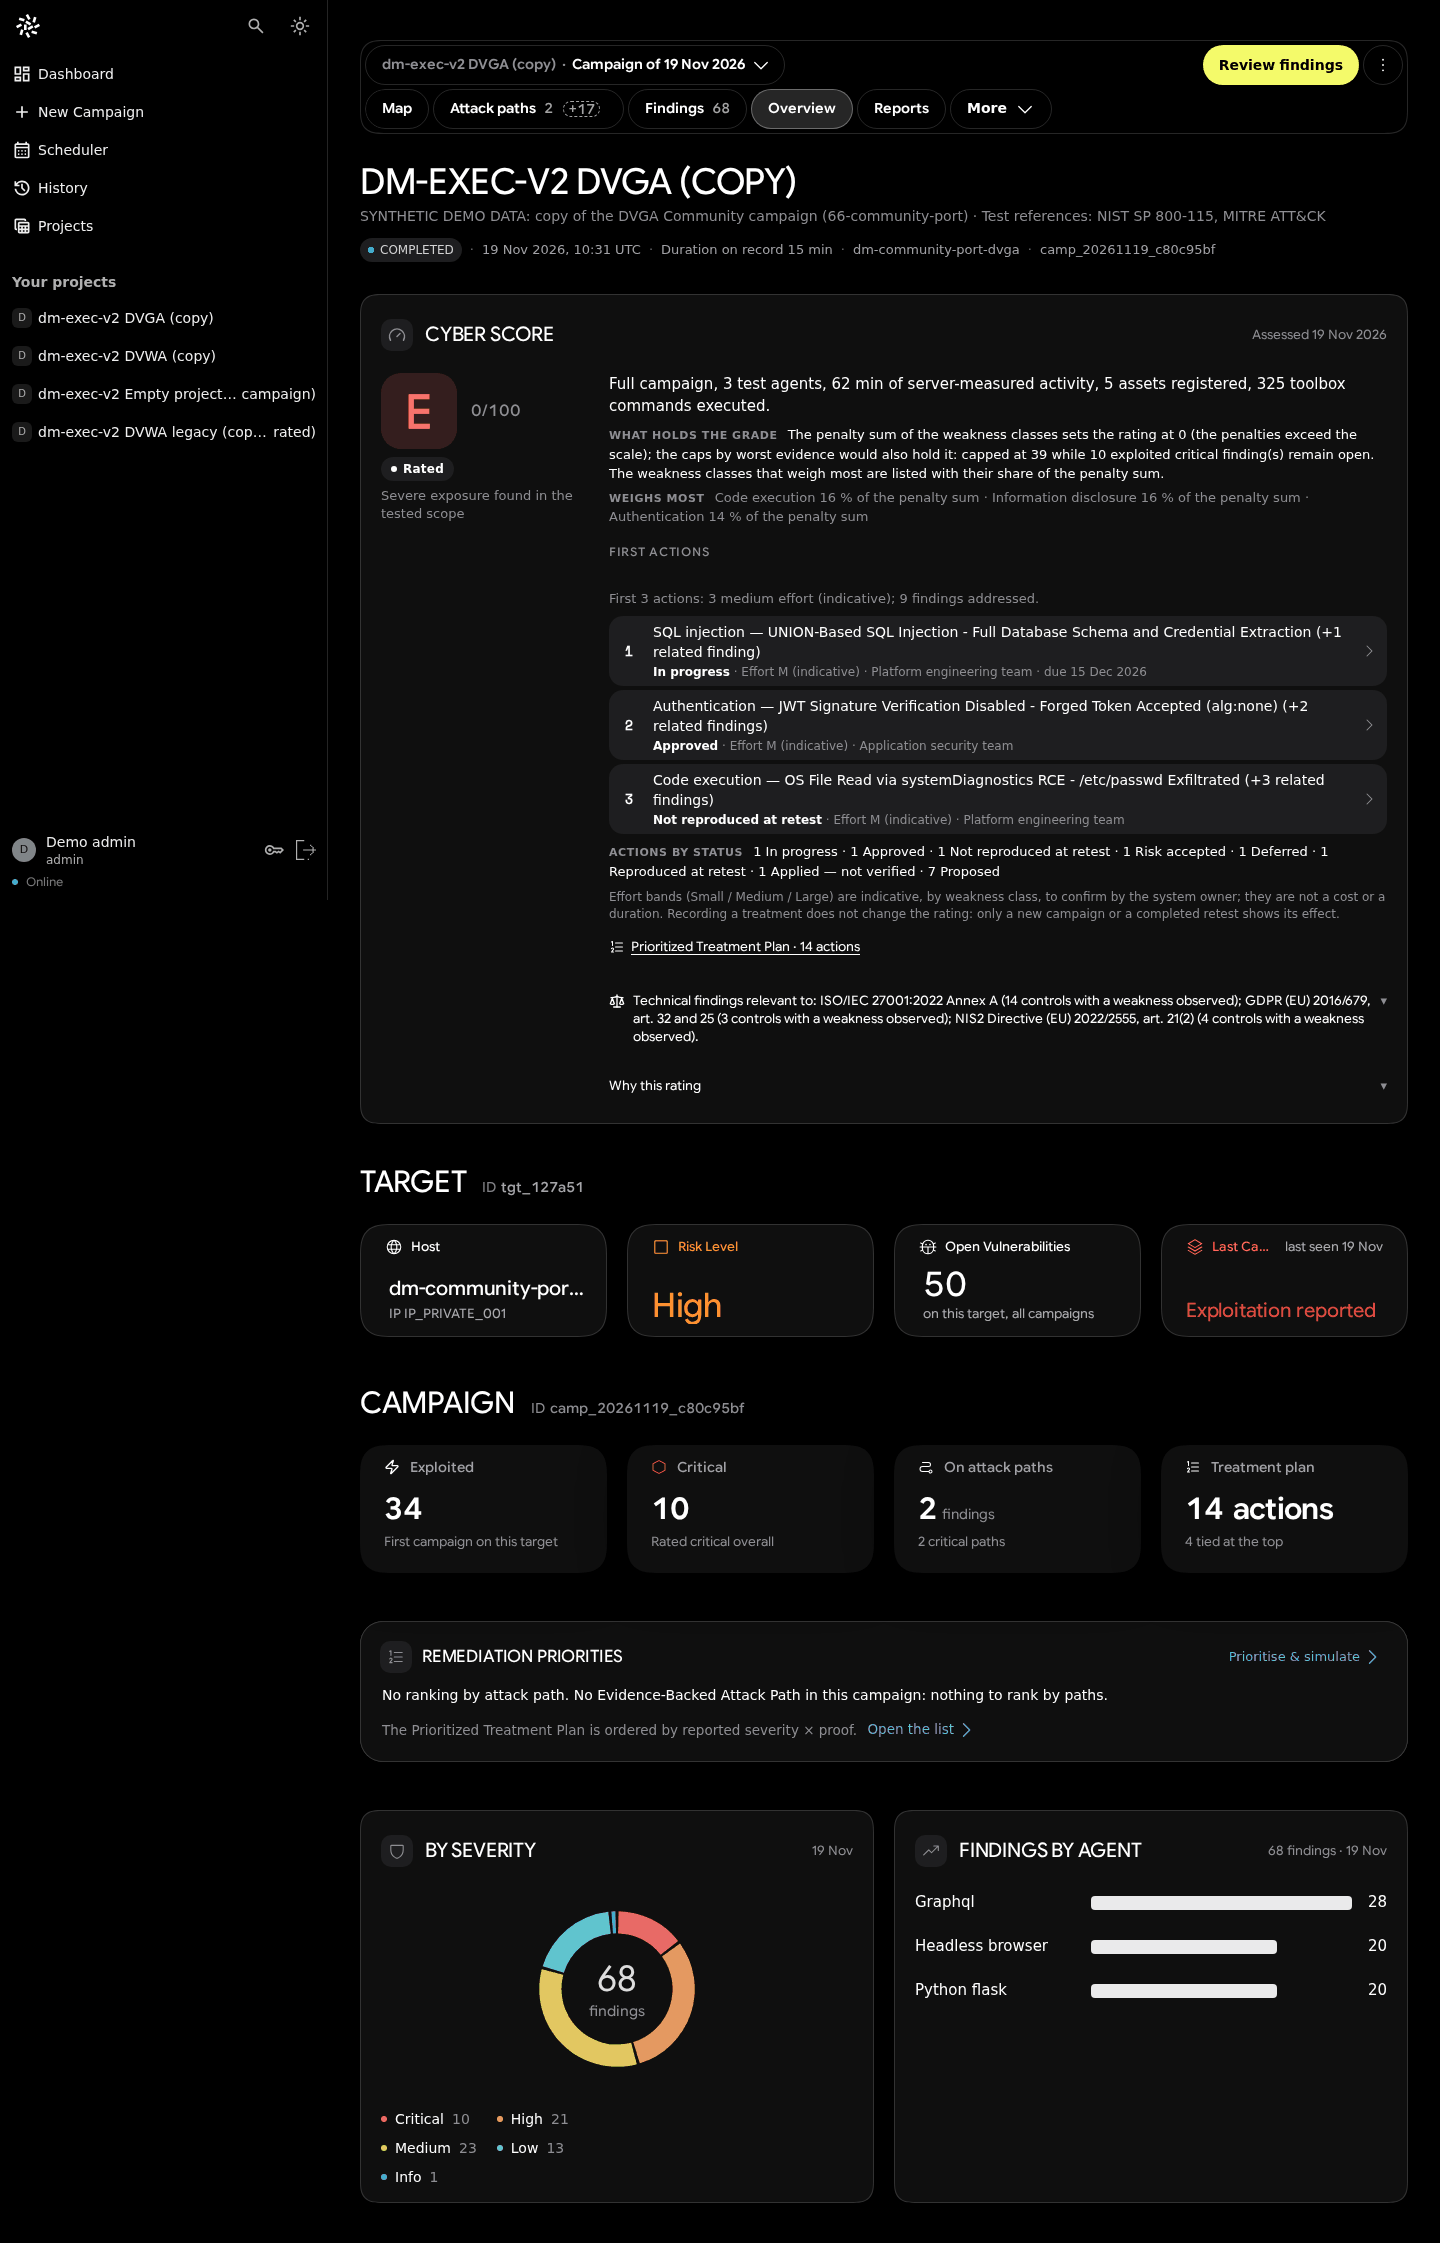 Dashboard
New Campaign
Scheduler
History
Projects
Your projects
D dm-exec-v2 DVGA (copy)
D dm-exec-v2 DVWA (copy)
D dm-exec-v2 Empty project… campaign)
D dm-exec-v2 DVWA legacy (cop… rated)
D Demo admin
admin
Online
dm-exec-v2 DVGA (copy) · Campaign of 19 Nov 2026
Review findings
Map
Attack paths 2 +17
Findings 68
Overview
Reports
More
DM-EXEC-V2 DVGA (COPY)
SYNTHETIC DEMO DATA: copy of the DVGA Community campaign (66-community-port) · Test references: NIST SP 800-115, MITRE ATT&CK
COMPLETED · 19 Nov 2026, 10:31 UTC · Duration on record 15 min · dm-community-port-dvga · camp_20261119_c80c95bf
CYBER SCORE
Assessed 19 Nov 2026
E
0/100
Rated
Severe exposure found in the
tested scope
Full campaign, 3 test agents, 62 min of server-measured activity, 5 assets registered, 325 toolbox
commands executed.
WHAT HOLDS THE GRADE The penalty sum of the weakness classes sets the rating at 0 (the penalties exceed the
scale); the caps by worst evidence would also hold it: capped at 39 while 10 exploited critical finding(s) remain open.
The weakness classes that weigh most are listed with their share of the penalty sum.
WEIGHS MOST Code execution 16 % of the penalty sum · Information disclosure 16 % of the penalty sum ·
Authentication 14 % of the penalty sum
FIRST ACTIONS
First 3 actions: 3 medium effort (indicative); 9 findings addressed.
1
SQL injection — UNION-Based SQL Injection - Full Database Schema and Credential Extraction (+1
related finding)
In progress · Effort M (indicative) · Platform engineering team · due 15 Dec 2026
2
Authentication — JWT Signature Verification Disabled - Forged Token Accepted (alg:none) (+2
related findings)
Approved · Effort M (indicative) · Application security team
3
Code execution — OS File Read via systemDiagnostics RCE - /etc/passwd Exfiltrated (+3 related
findings)
Not reproduced at retest · Effort M (indicative) · Platform engineering team
ACTIONS BY STATUS 1 In progress · 1 Approved · 1 Not reproduced at retest · 1 Risk accepted · 1 Deferred · 1
Reproduced at retest · 1 Applied — not verified · 7 Proposed
Effort bands (Small / Medium / Large) are indicative, by weakness class, to confirm by the system owner; they are not a cost or a
duration. Recording a treatment does not change the rating: only a new campaign or a completed retest shows its effect.
Prioritized Treatment Plan · 14 actions
Technical findings relevant to: ISO/IEC 27001:2022 Annex A (14 controls with a weakness observed); GDPR (EU) 2016/679,
art. 32 and 25 (3 controls with a weakness observed); NIS2 Directive (EU) 2022/2555, art. 21(2) (4 controls with a weakness
observed).
Why this rating
TARGET ID tgt_127a51
Host
dm-community-por...
IP IP_PRIVATE_001
Risk Level
High
Open Vulnerabilities
50
on this target, all campaigns
Last Ca... last seen 19 Nov
Exploitation reported
CAMPAIGN ID camp_20261119_c80c95bf
Exploited
34
First campaign on this target
Critical
10
Rated critical overall
On attack paths
2 findings
2 critical paths
Treatment plan
14 actions
4 tied at the top
REMEDIATION PRIORITIES
Prioritise & simulate
No ranking by attack path. No Evidence-Backed Attack Path in this campaign: nothing to rank by paths.
The Prioritized Treatment Plan is ordered by reported severity × proof. Open the list
BY SEVERITY
19 Nov
68
findings
Critical 10
High 21
Medium 23
Low 13
Info 1
FINDINGS BY AGENT
68 findings · 19 Nov
Graphql 28
Headless browser 20
Python flask 20